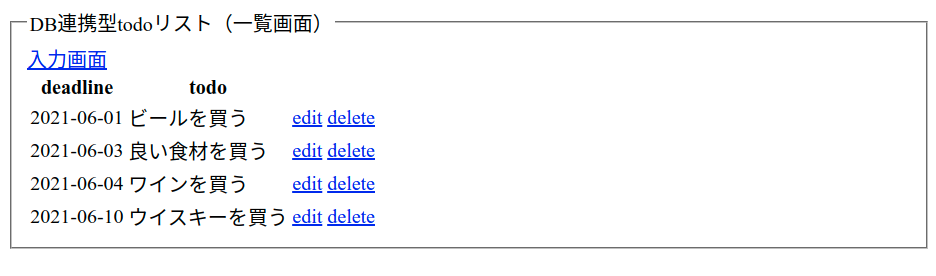 DB連携型todoリスト（一覧画面）
入力画面
deadline todo
2021-06-01 ビールを買う edit delete
2021-06-03 良い食材を買う edit delete
2021-06-04 ワインを買う edit delete
2021-06-10 ウイスキーを買う edit delete